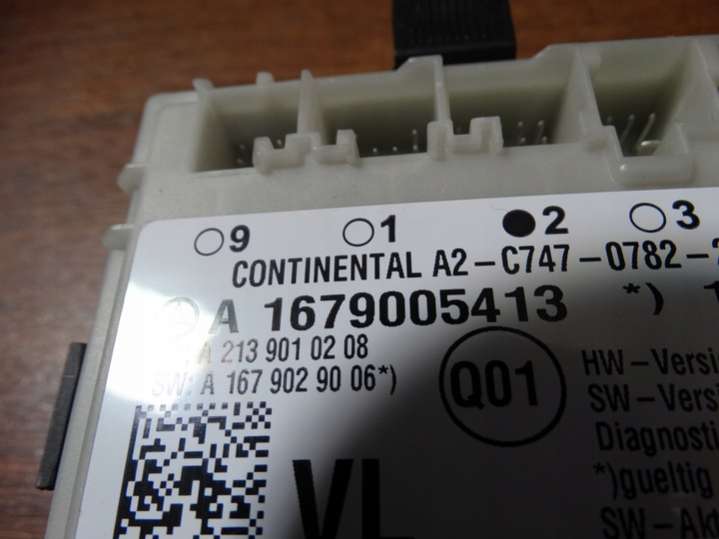 9 1 2 3
CONTINENTAL A2-C747-0782-
A 1679005413 *)
A 213 901 02 08
SW: A 167 902 90 06*)
Q01
HW-Versi
SW-Vers
Diagnosti
*)gueltig
SW-Akt
VL